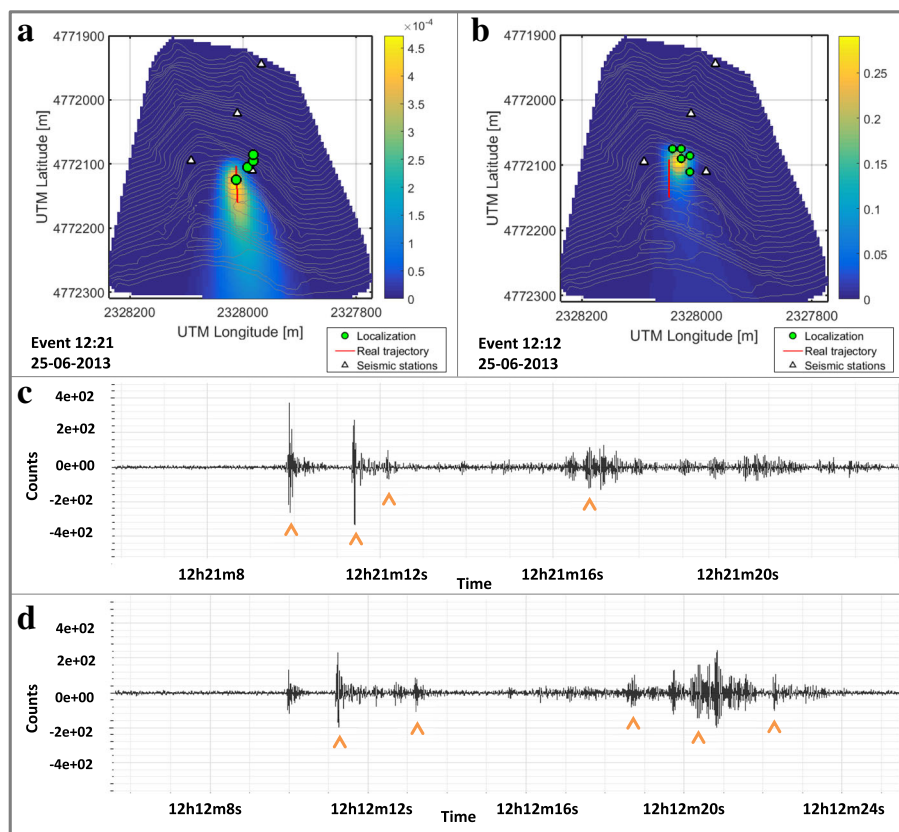 a
×10⁻⁴
4771900
4772000
4772100
4772200
4772300
UTM Latitude [m]
2328200
2328000
2327800
UTM Longitude [m]
4.5
4
3.5
3
2.5
2
1.5
1
0.5
0
Event 12:21
25-06-2013
Localization
Real trajectory
Seismic stations
b
4771900
4772000
4772100
4772200
4772300
UTM Latitude [m]
2328200
2328000
2327800
UTM Longitude [m]
0.25
0.2
0.15
0.1
0.05
0
Event 12:12
25-06-2013
Localization
Real trajectory
Seismic stations
c
Counts
4e+02
2e+02
0e+00
-2e+02
-4e+02
12h21m8
12h21m12s
12h21m16s
12h21m20s
Time
d
Counts
4e+02
2e+02
0e+00
-2e+02
-4e+02
12h12m8s
12h12m12s
12h12m16s
12h12m20s
12h12m24s
Time